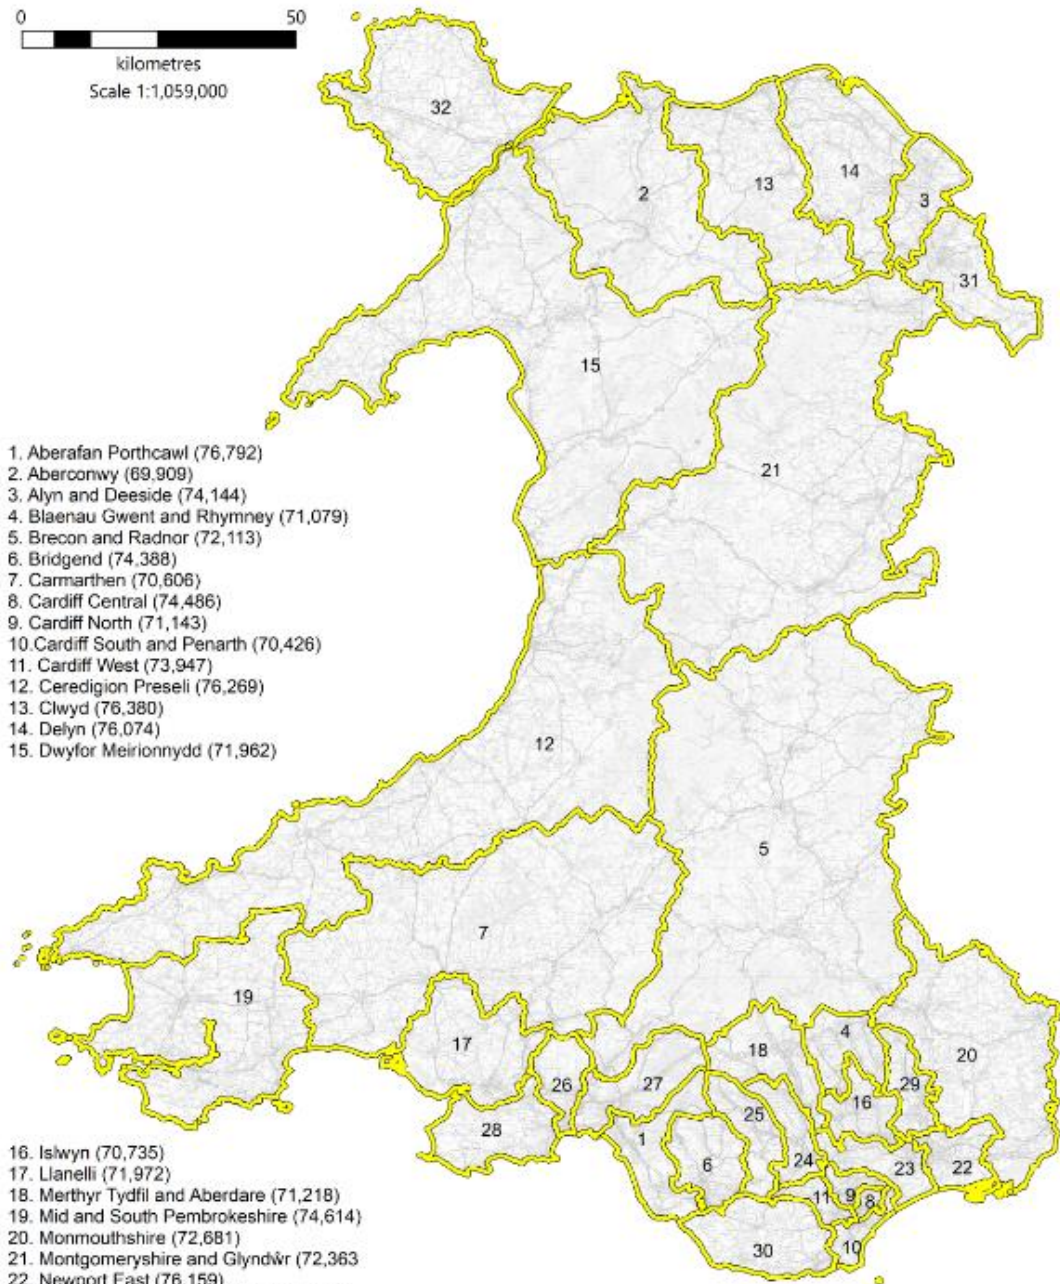 0 50
kilometres
Scale 1:1,059,000
32
2
13
14
3
31
15
21
1. Aberafan Porthcawl (76,792)
2. Aberconwy (69,909)
3. Alyn and Deeside (74,144)
4. Blaenau Gwent and Rhymney (71,079)
5. Brecon and Radnor (72,113)
6. Bridgend (74,388)
7. Carmarthen (70,606)
8. Cardiff Central (74,486)
9. Cardiff North (71,143)
10.Cardiff South and Penarth (70,426)
11. Cardiff West (73,947)
12. Ceredigion Preseli (76,269)
13. Clwyd (76,380)
14. Delyn (76,074)
15. Dwyfor Meirionnydd (71,962)
12
5
7
19
17
26
27
18
4
29
20
16
28
1
6
25
24
23
22
11
9
8
30
10
16. Islwyn (70,735)
17. Llanelli (71,972)
18. Merthyr Tydfil and Aberdare (71,218)
19. Mid and South Pembrokeshire (74,614)
20. Monmouthshire (72,681)
21. Montgomeryshire and Glyndŵr (72,363
22. Newport East (76,159)